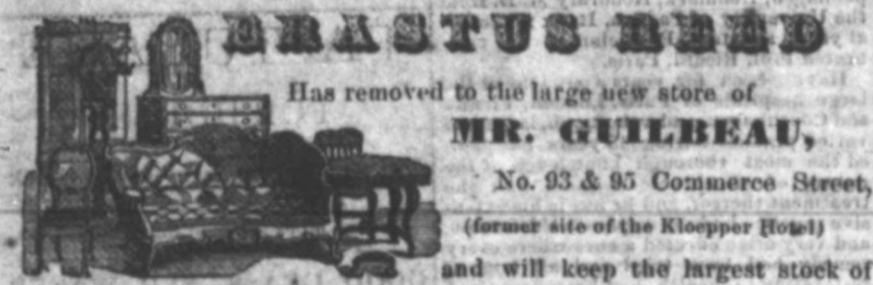 ERASTUS REED
Has removed to the large new store of
MR. GUILBEAU,
No. 93 & 95 Commerce Street,
(former site of the Kloepper Hotel)
and will keep the largest stock of